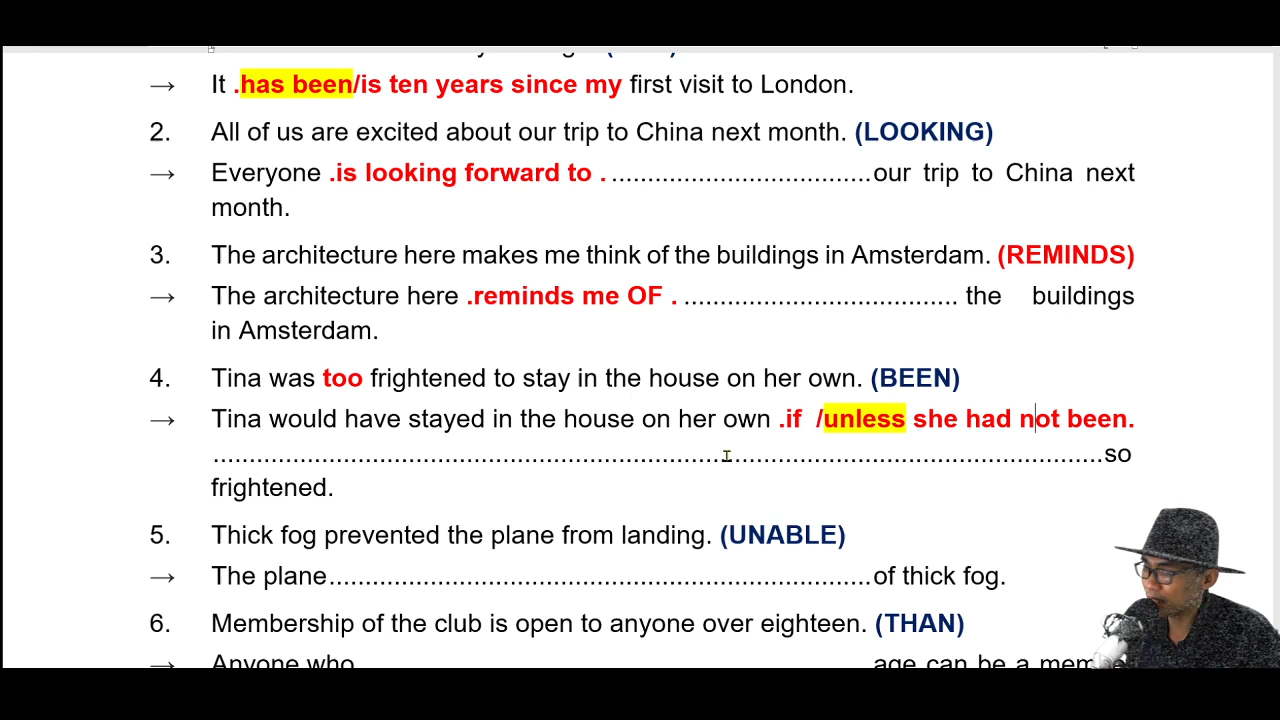 → It .has been/is ten years since my first visit to London.
2. All of us are excited about our trip to China next month. (LOOKING)
→ Everyone .is looking forward to . ....................................our trip to China next
month.
3. The architecture here makes me think of the buildings in Amsterdam. (REMINDS)
→ The architecture here .reminds me OF . ...................................... the buildings
in Amsterdam.
4. Tina was too frightened to stay in the house on her own. (BEEN)
→ Tina would have stayed in the house on her own .if /unless she had not been.
...........................................................................................................................so
frightened.
5. Thick fog prevented the plane from landing. (UNABLE)
→ The plane...........................................................................of thick fog.
6. Membership of the club is open to anyone over eighteen. (THAN)
→ Anyone who age can be a